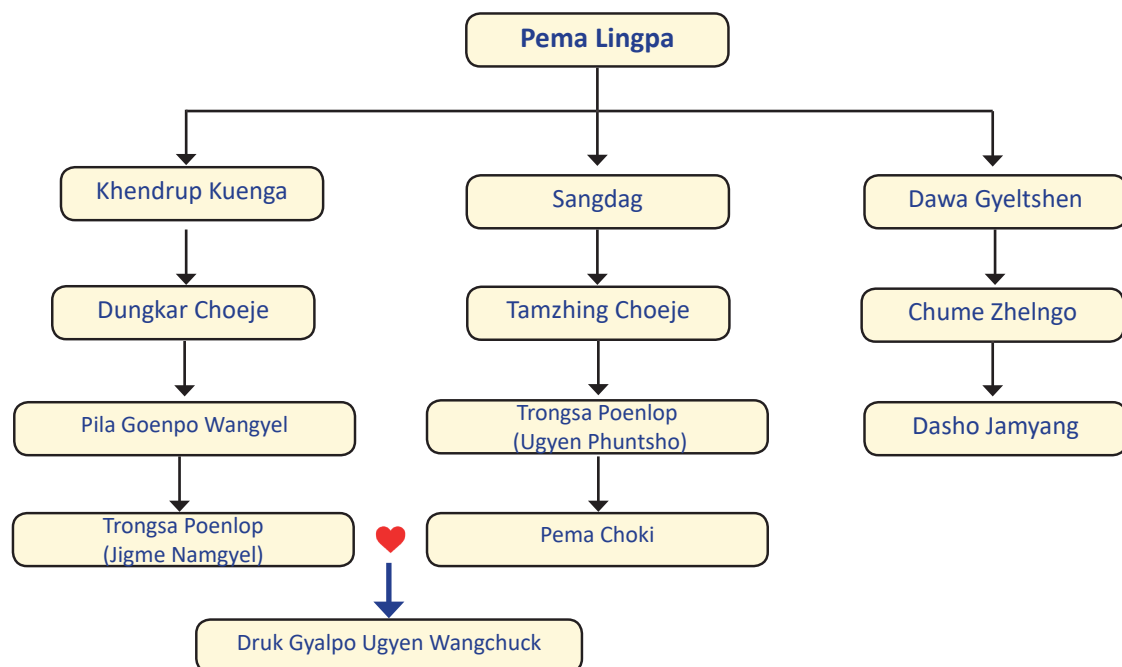 Pema Lingpa
Khendrup Kuenga
Sangdag
Dawa Gyeltshen
Dungkar Choeje
Tamzhing Choeje
Chume Zhelngo
Pila Goenpo Wangyel
Trongsa Poenlop
(Ugyen Phuntsho)
Dasho Jamyang
Trongsa Poenlop
(Jigme Namgyel)
Pema Choki
Druk Gyalpo Ugyen Wangchuck